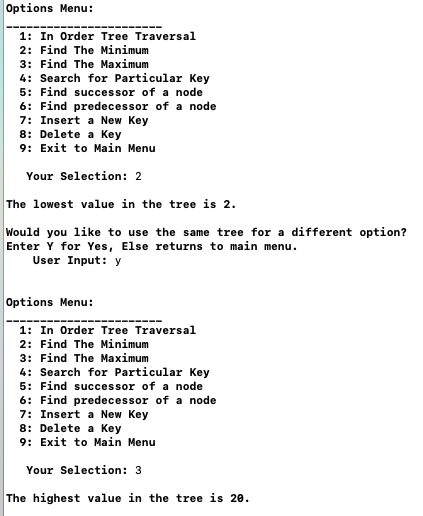 Options Menu:
_______________________
1: In Order Tree Traversal
2: Find The Minimum
3: Find The Maximum
4: Search for Particular Key
5: Find successor of a node
6: Find predecessor of a node
7: Insert a New Key
8: Delete a Key
9: Exit to Main Menu
Your Selection: 2
The lowest value in the tree is 2.
Would you like to use the same tree for a different option?
Enter Y for Yes, Else returns to main menu.
User Input: y
Options Menu:
_______________________
1: In Order Tree Traversal
2: Find The Minimum
3: Find The Maximum
4: Search for Particular Key
5: Find successor of a node
6: Find predecessor of a node
7: Insert a New Key
8: Delete a Key
9: Exit to Main Menu
Your Selection: 3
The highest value in the tree is 20.